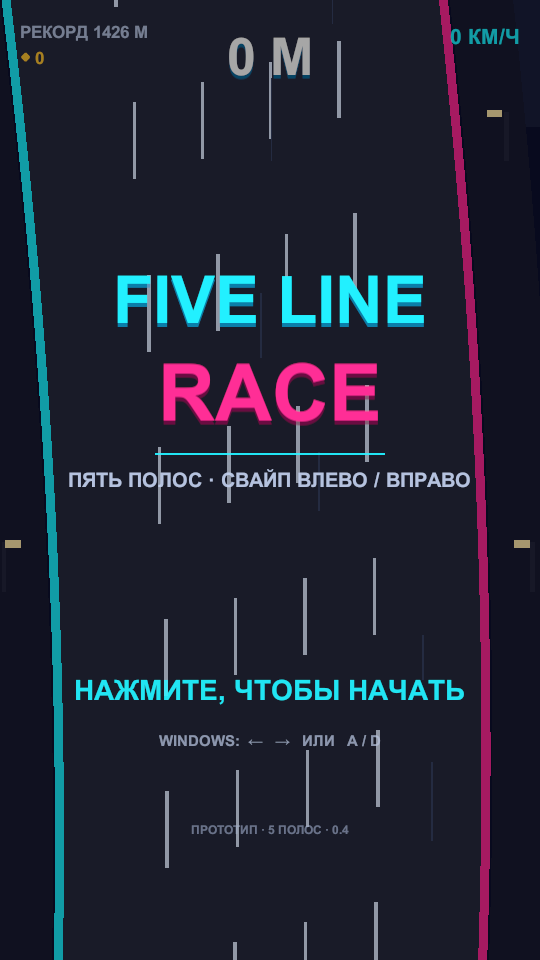 РЕКОРД 1426 М
0
0 М
0 КМ/Ч
FIVE LINE
RACE
ПЯТЬ ПОЛОС · СВАЙП ВЛЕВО / ВПРАВО
НАЖМИТЕ, ЧТОБЫ НАЧАТЬ
WINDOWS: ← → ИЛИ A / D
ПРОТОТИП · 5 ПОЛОС · 0.4